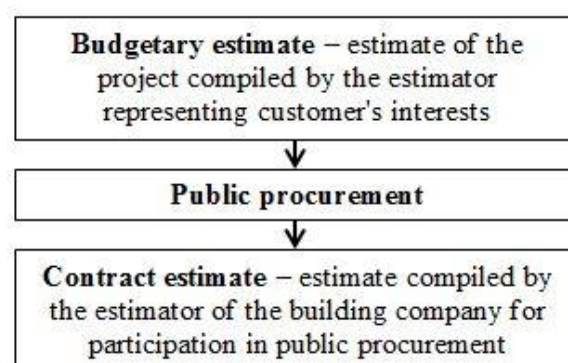 Budgetary estimate – estimate of the
project compiled by the estimator
representing customer's interests
Public procurement
Contract estimate – estimate compiled by
the estimator of the building company for
participation in public procurement